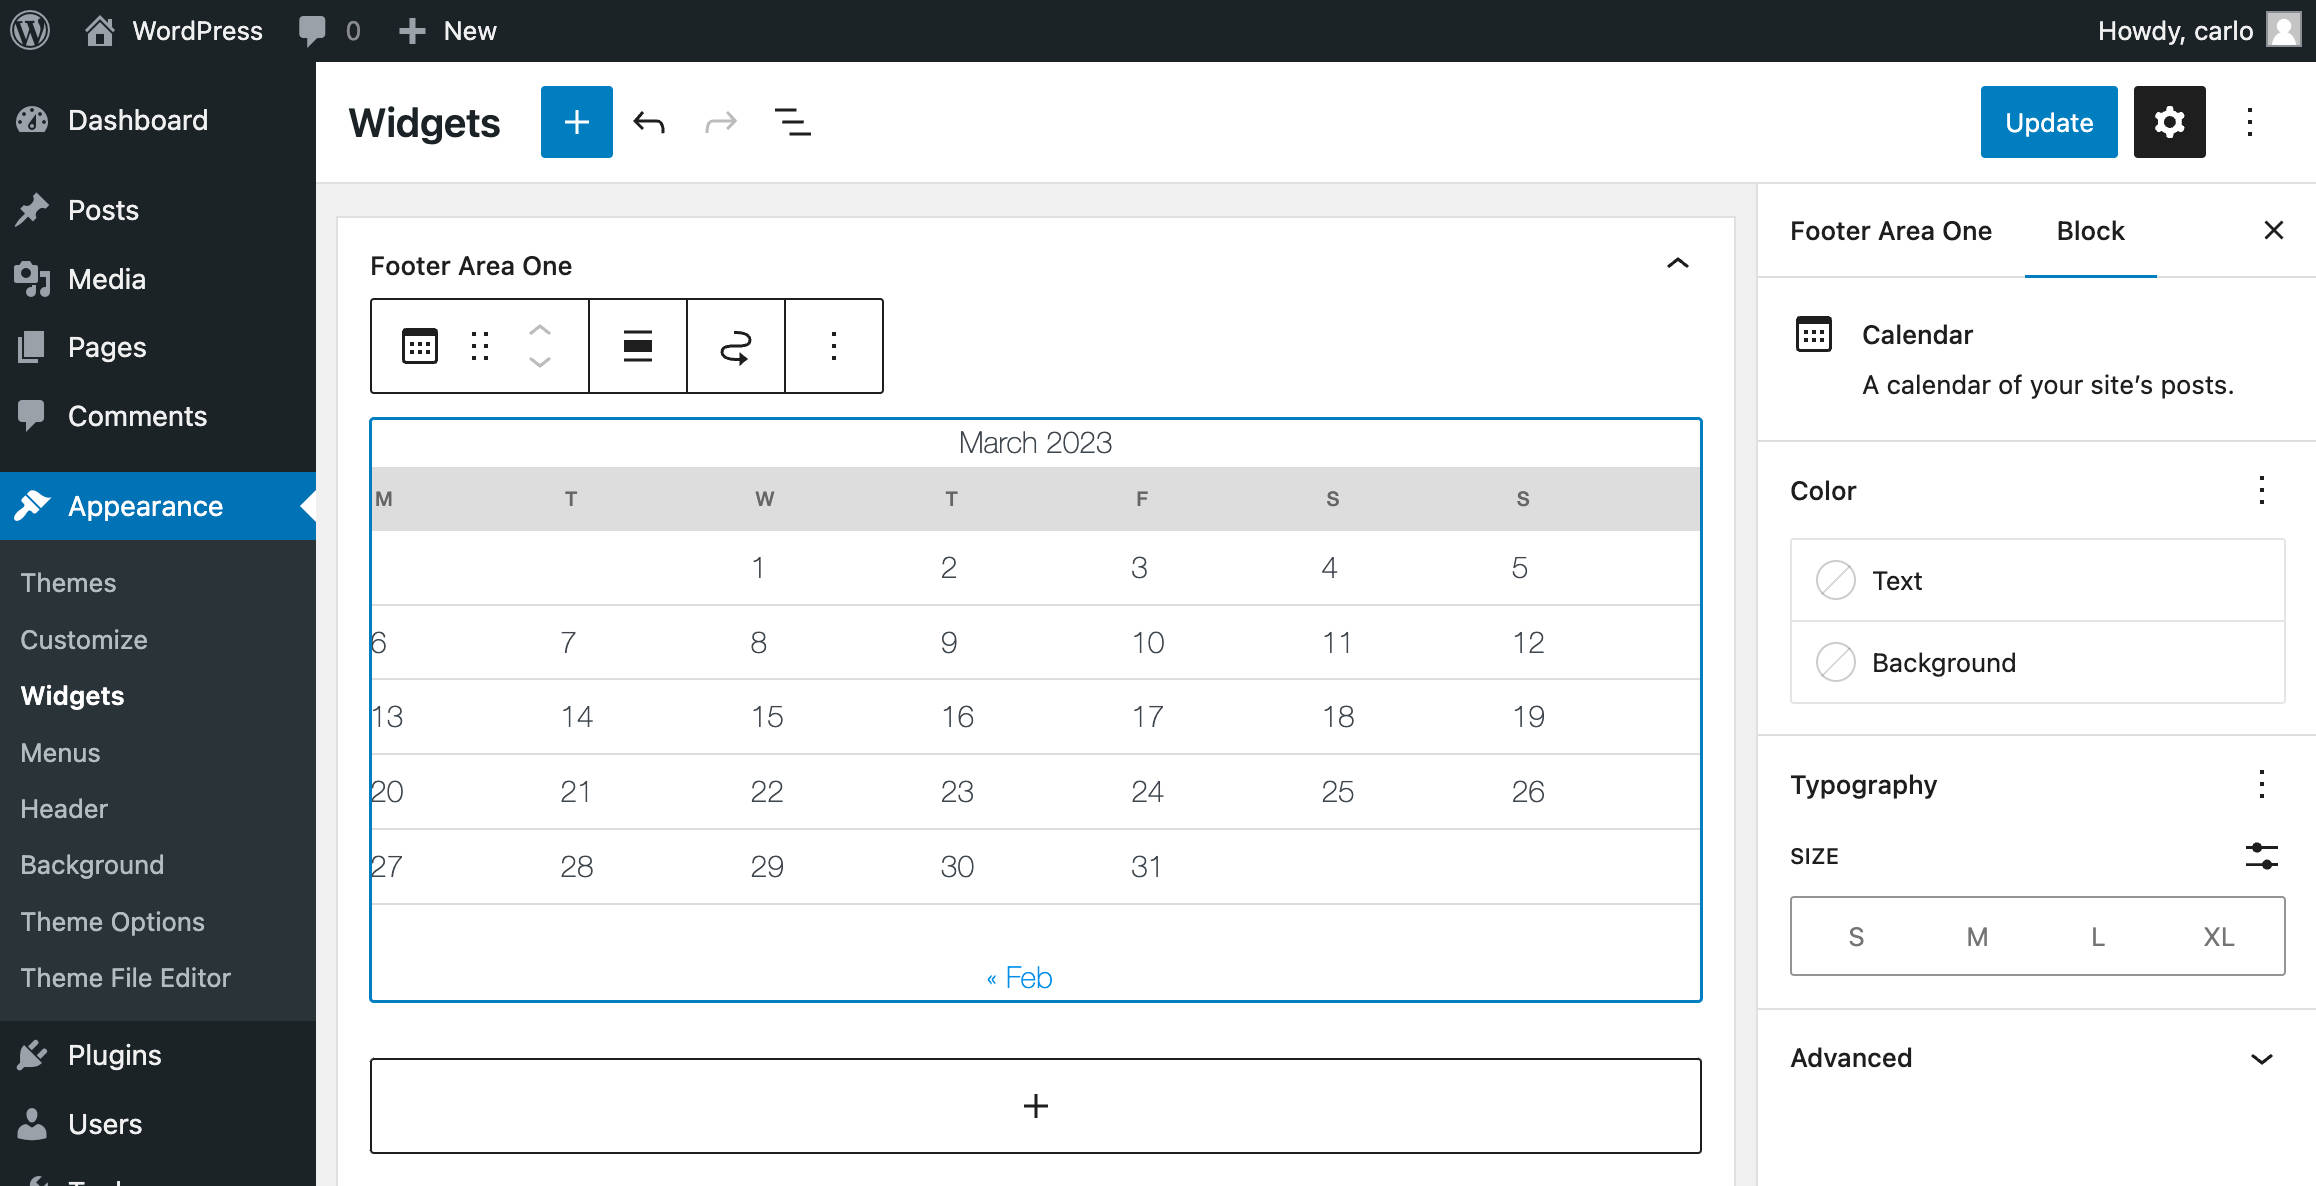 WordPress 0 New Howdy, carlo
Dashboard
Posts
Media
Pages
Comments
Appearance
Themes
Customize
Widgets
Menus
Header
Background
Theme Options
Theme File Editor
Plugins
Users
Widgets Update
Footer Area One
March 2023
M T W T F S S
1 2 3 4 5
6 7 8 9 10 11 12
13 14 15 16 17 18 19
20 21 22 23 24 25 26
27 28 29 30 31
« Feb
Footer Area One Block
Calendar
A calendar of your site’s posts.
Color
Text
Background
Typography
SIZE
S M L XL
Advanced